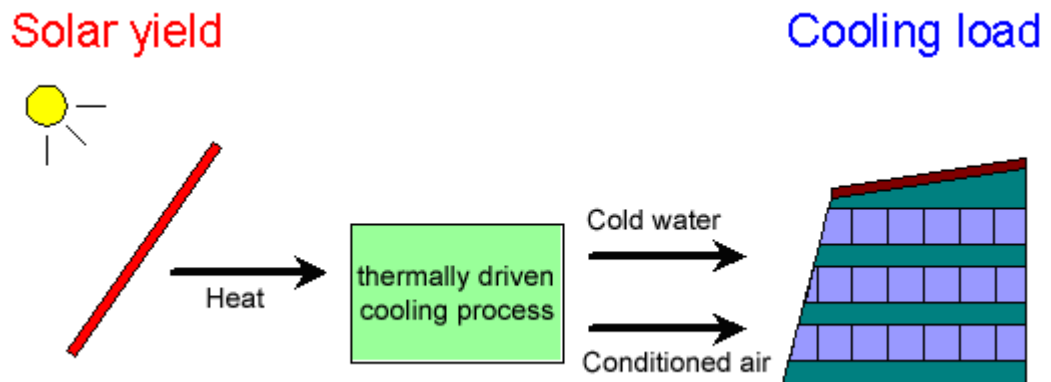 Solar yield
Cooling load
Cold water
thermally driven
cooling process
Heat
Conditioned air